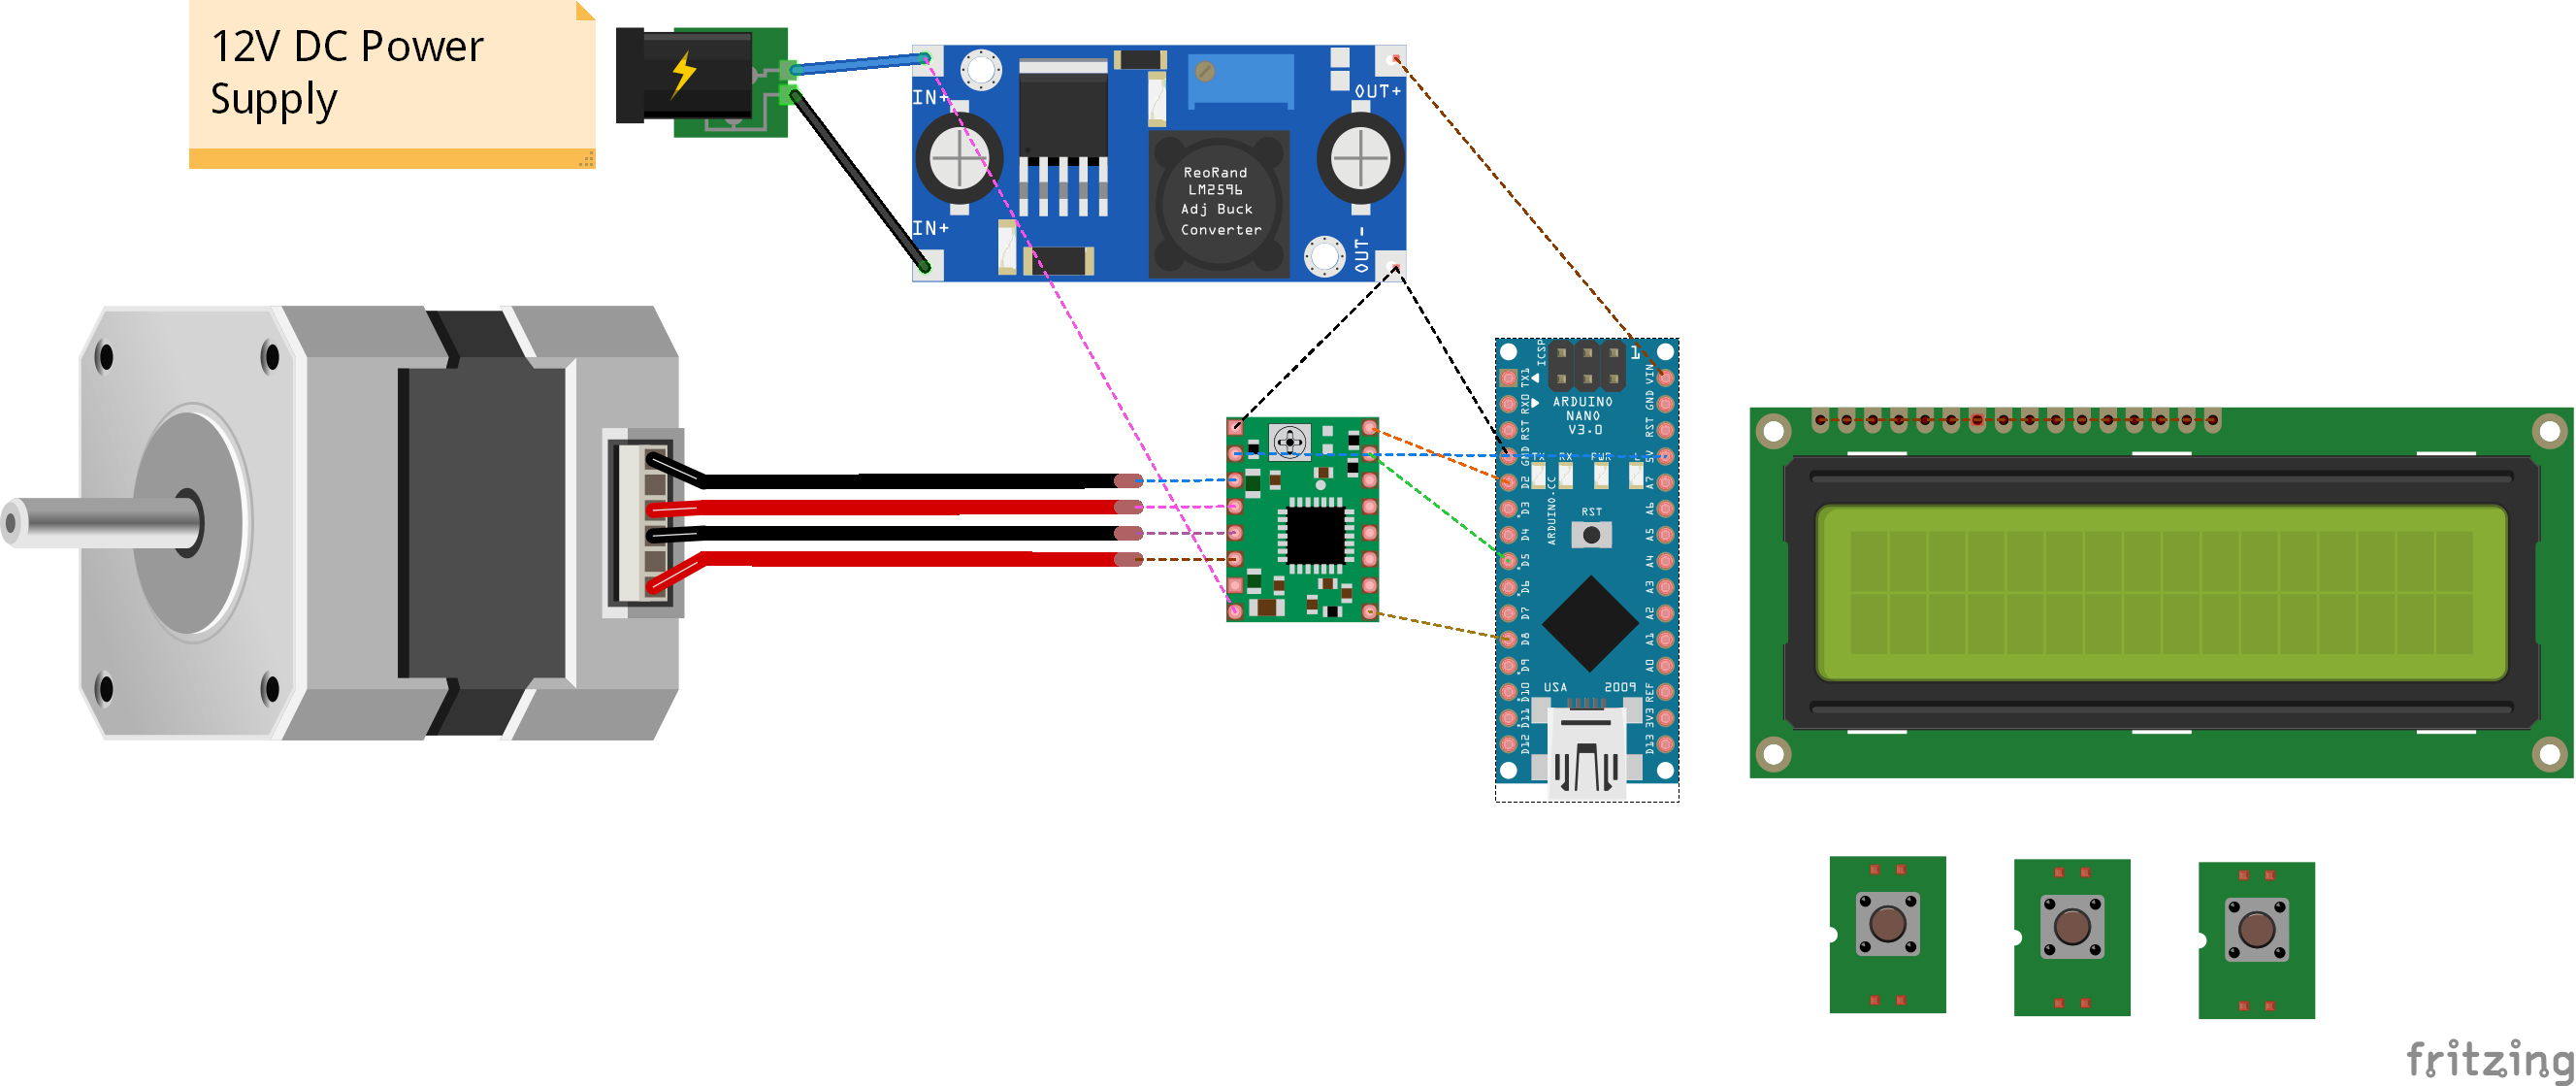 12V DC Power
Supply
IN+
OUT+
ReoRand
LM2596
Adj Buck
Converter
IN+
OUT-
ICSP
1
TX1
VIN
ARDUINO
NANO
V3.0
RX0
GND
RST
RST
GND
TX
RX
PWR
L
5V
D2
A7
ARDUINO.CC
D3
A6
RST
D4
A5
D5
A4
D6
A3
D7
A2
D8
A1
D9
A0
USA
2009
D10
REF
D11
3V3
D12
D13
fritzing